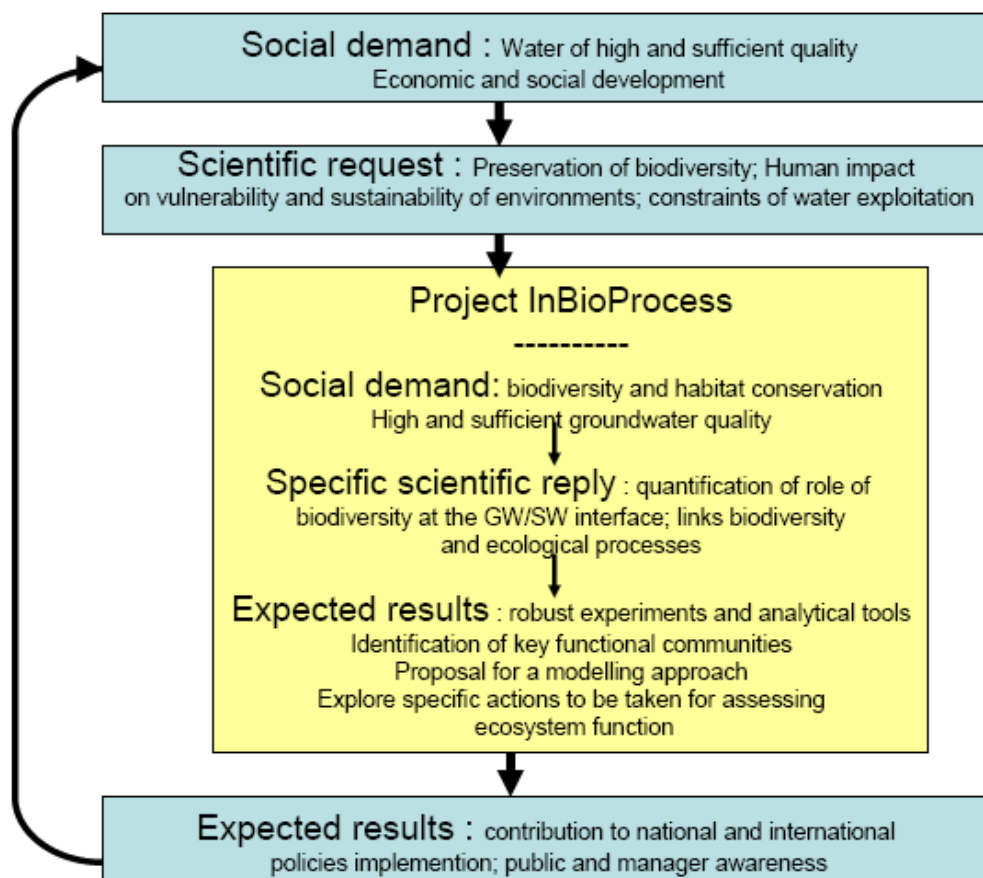 Social demand : Water of high and sufficient quality
Economic and social development
Scientific request : Preservation of biodiversity; Human impact
on vulnerability and sustainability of environments; constraints of water exploitation
Project InBioProcess
----------
Social demand: biodiversity and habitat conservation
High and sufficient groundwater quality
Specific scientific reply : quantification of role of
biodiversity at the GW/SW interface; links biodiversity
and ecological processes
Expected results : robust experiments and analytical tools
Identification of key functional communities
Proposal for a modelling approach
Explore specific actions to be taken for assessing
ecosystem function
Expected results : contribution to national and international
policies implemention; public and manager awareness